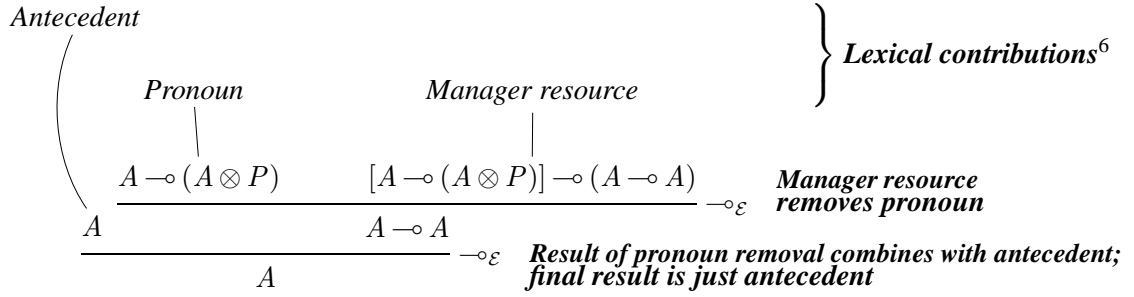 Antecedent
Lexical contributions⁶
Pronoun Manager resource
A ⊸ (A ⊗ P) [A ⊸ (A ⊗ P)] ⊸ (A ⊸ A)
⊸ℰ Manager resource
removes pronoun
A A ⊸ A
⊸ℰ Result of pronoun removal combines with antecedent;
final result is just antecedent
A